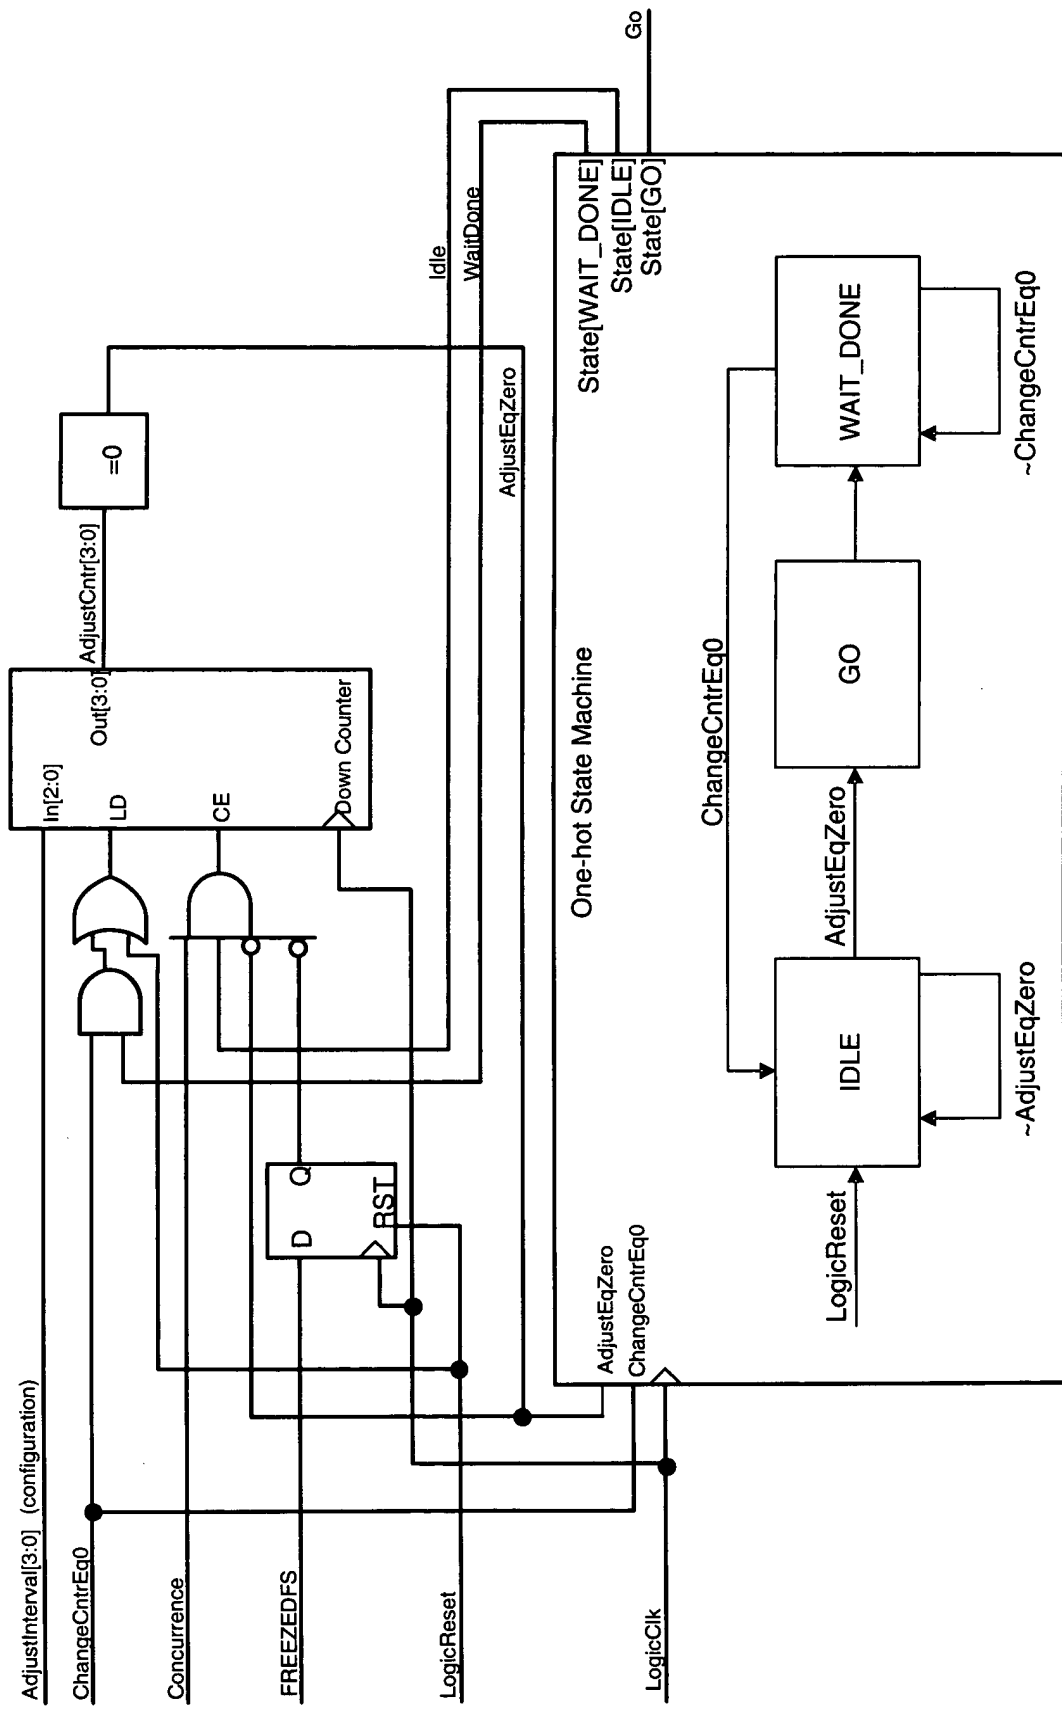 AdjustInterval[3:0] (configuration)
ChangeCntrEq0
Concurrence
FREEZEDFS
LogicReset
LogicClk
D
Q
RST
In[2:0]
LD
CE
Out[3:0]
Down Counter
AdjustCntr[3:0]
=0
Idle
WaitDone
AdjustEqZero
Go
AdjustEqZero
ChangeCntrEq0
One-hot State Machine
State[WAIT_DONE]
State[IDLE]
State[GO]
ChangeCntrEq0
LogicReset
IDLE
AdjustEqZero
GO
WAIT_DONE
~AdjustEqZero
~ChangeCntrEq0